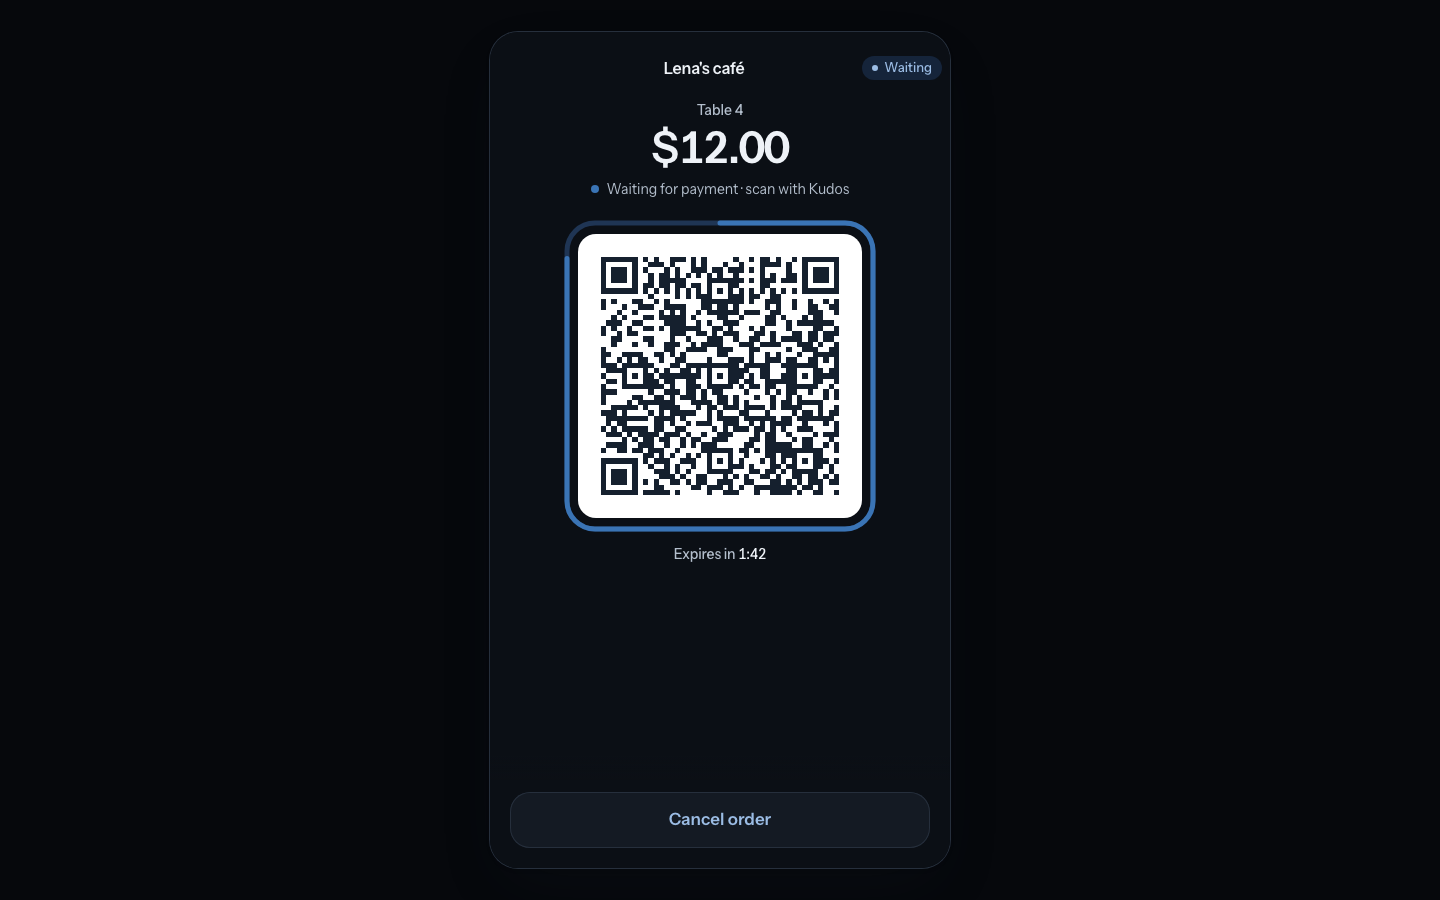 Lena's café
Waiting
Table 4
$12.00
Waiting for payment · scan with Kudos
Expires in 1:42
Cancel order